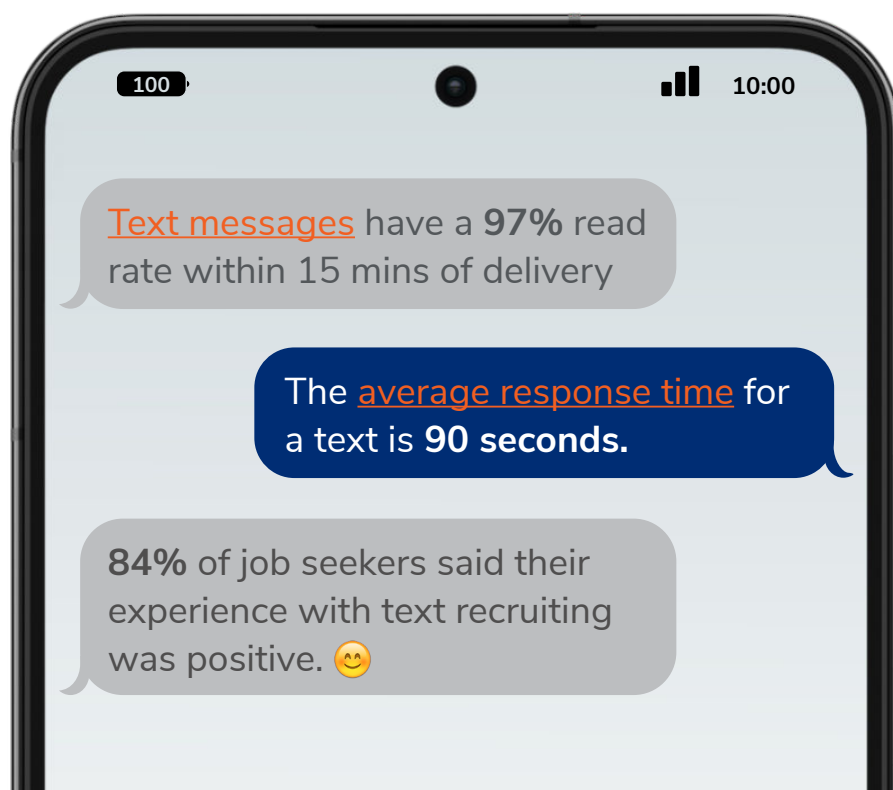 100
10:00
Text messages have a 97% read
rate within 15 mins of delivery
The average response time for
a text is 90 seconds.
84% of job seekers said their
experience with text recruiting
was positive. 😊